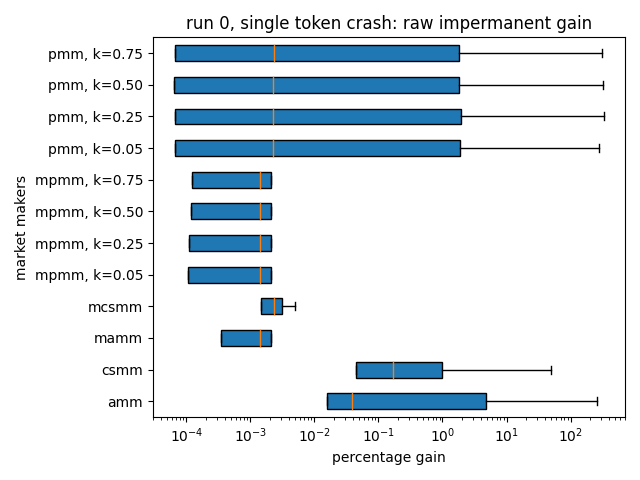 run 0, single token crash: raw impermanent gain
market makers
pmm, k=0.75
pmm, k=0.50
pmm, k=0.25
pmm, k=0.05
mpmm, k=0.75
mpmm, k=0.50
mpmm, k=0.25
mpmm, k=0.05
mcsmm
mamm
csmm
amm
10⁻⁴ 10⁻³ 10⁻² 10⁻¹ 10⁰ 10¹ 10²
percentage gain